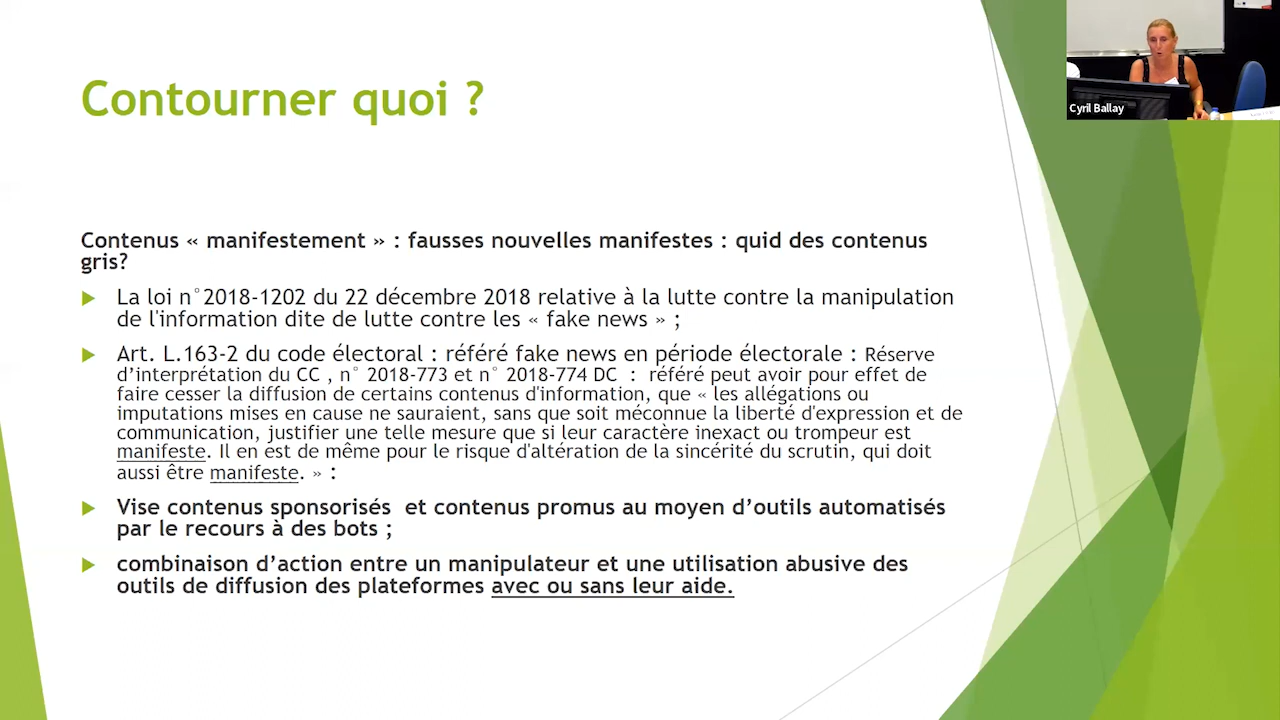 Contourner quoi ?
Cyril Ballay
Contenus « manifestement » : fausses nouvelles manifestes : quid des contenus
gris?
La loi n°2018-1202 du 22 décembre 2018 relative à la lutte contre la manipulation
de l'information dite de lutte contre les « fake news » ;
Art. L.163-2 du code électoral : référé fake news en période électorale : Réserve
d’interprétation du CC , n° 2018-773 et n° 2018-774 DC : référé peut avoir pour effet de
faire cesser la diffusion de certains contenus d'information, que « les allégations ou
imputations mises en cause ne sauraient, sans que soit méconnue la liberté d'expression et de
communication, justifier une telle mesure que si leur caractère inexact ou trompeur est
manifeste. Il en est de même pour le risque d'altération de la sincérité du scrutin, qui doit
aussi être manifeste. » :
Vise contenus sponsorisés et contenus promus au moyen d’outils automatisés
par le recours à des bots ;
combinaison d’action entre un manipulateur et une utilisation abusive des
outils de diffusion des plateformes avec ou sans leur aide.